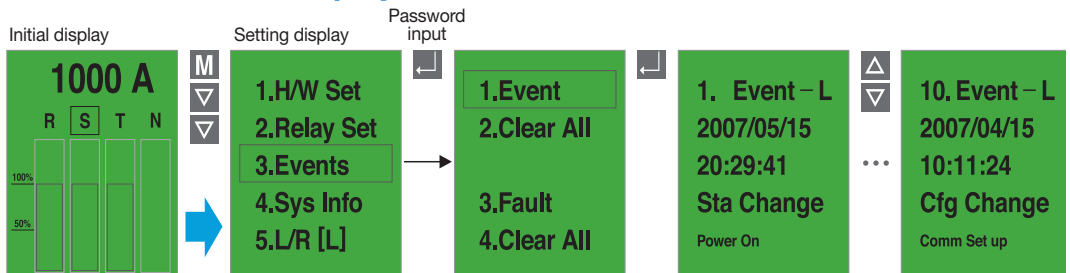 Initial display
1000 A
R S T N
100%
50%
M
Setting display
1.H/W Set
2.Relay Set
3.Events
4.Sys Info
5.L/R [L]
Password
input
1.Event
2.Clear All
3.Fault
4.Clear All
1. Event－L
2007/05/15
20:29:41
Sta Change
Power On
...
10. Event－L
2007/04/15
10:11:24
Cfg Change
Comm Set up